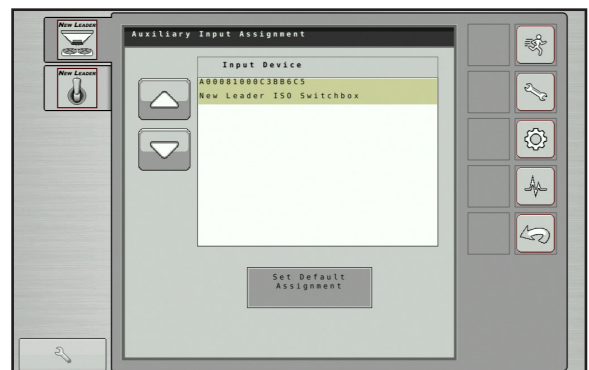 NEW LEADER
NEW LEADER
Auxiliary Input Assignment
Input Device
A00081000C3BB6C5
New Leader ISO Switchbox
Set Default
Assignment